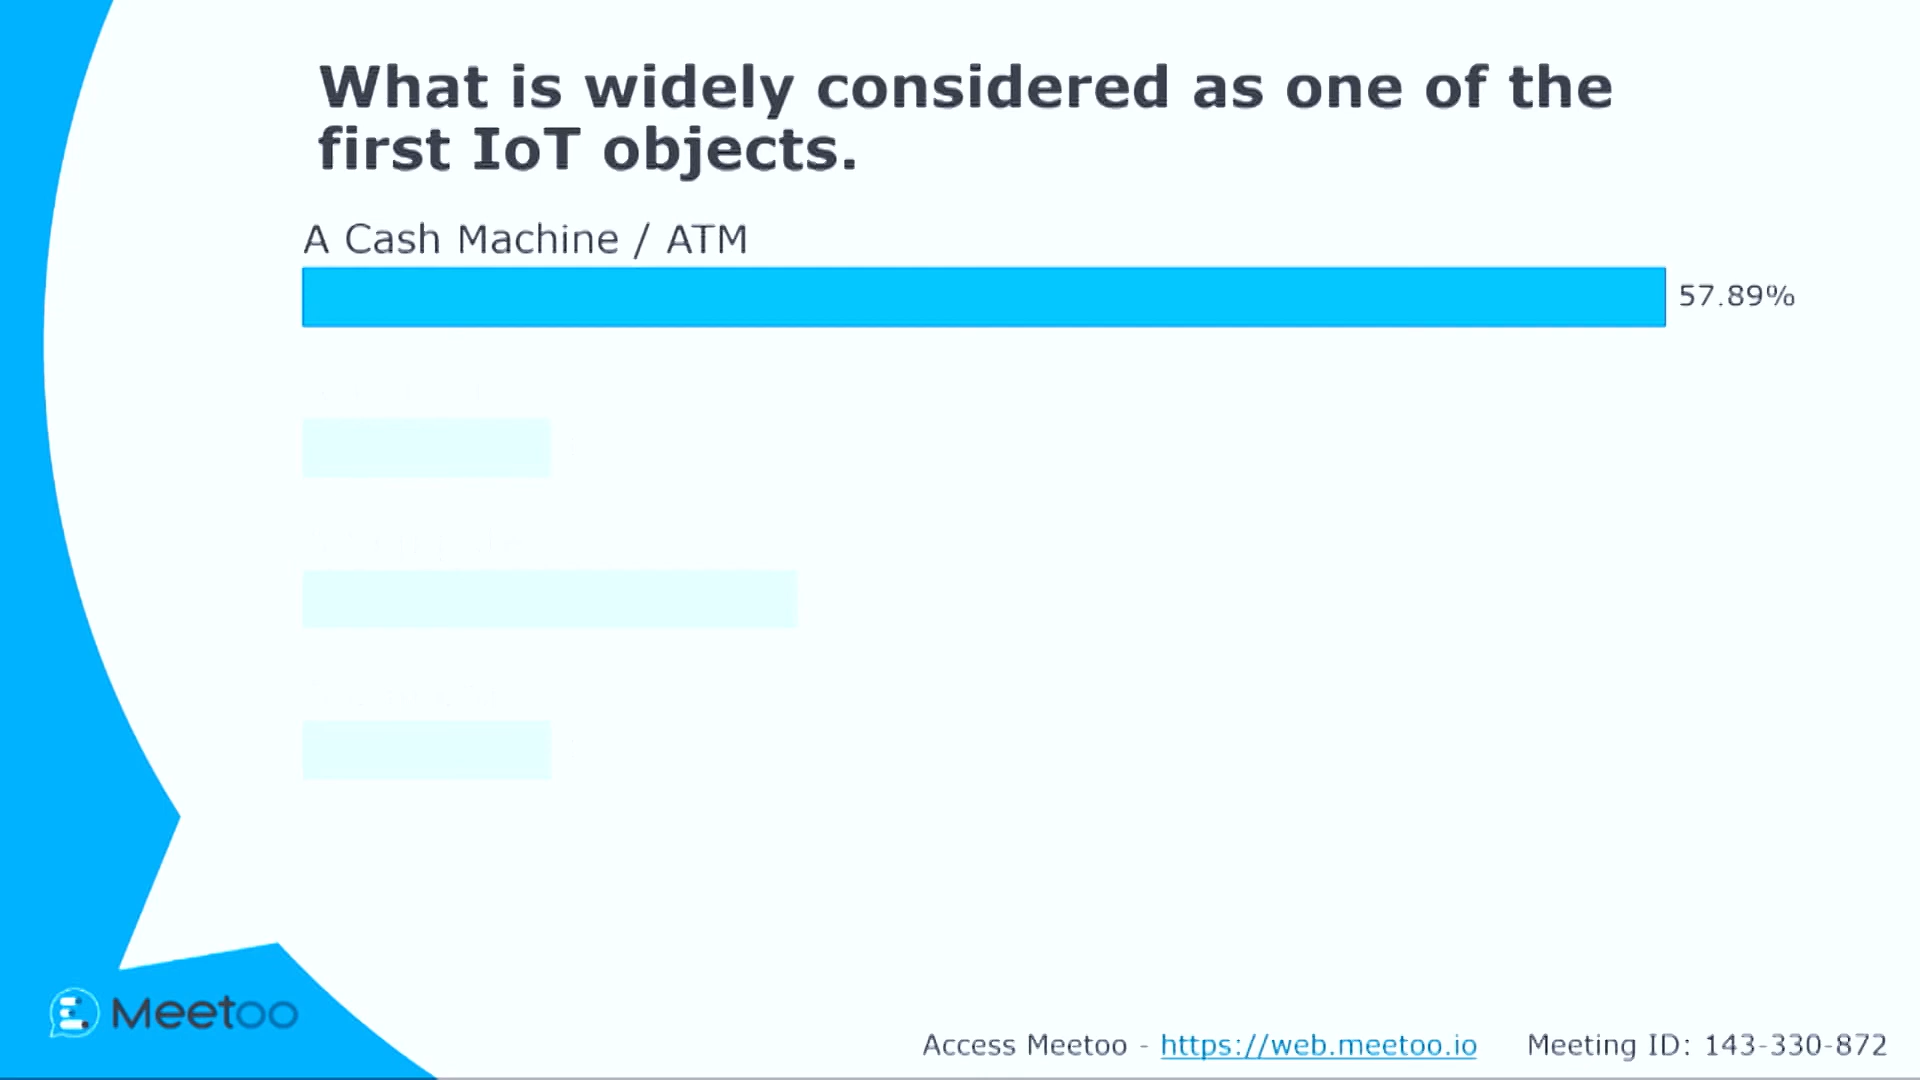 What is widely considered as one of the
first IoT objects.
A Cash Machine / ATM
57.89%
Meetoo
Access Meetoo - https://web.meetoo.io Meeting ID: 143-330-872